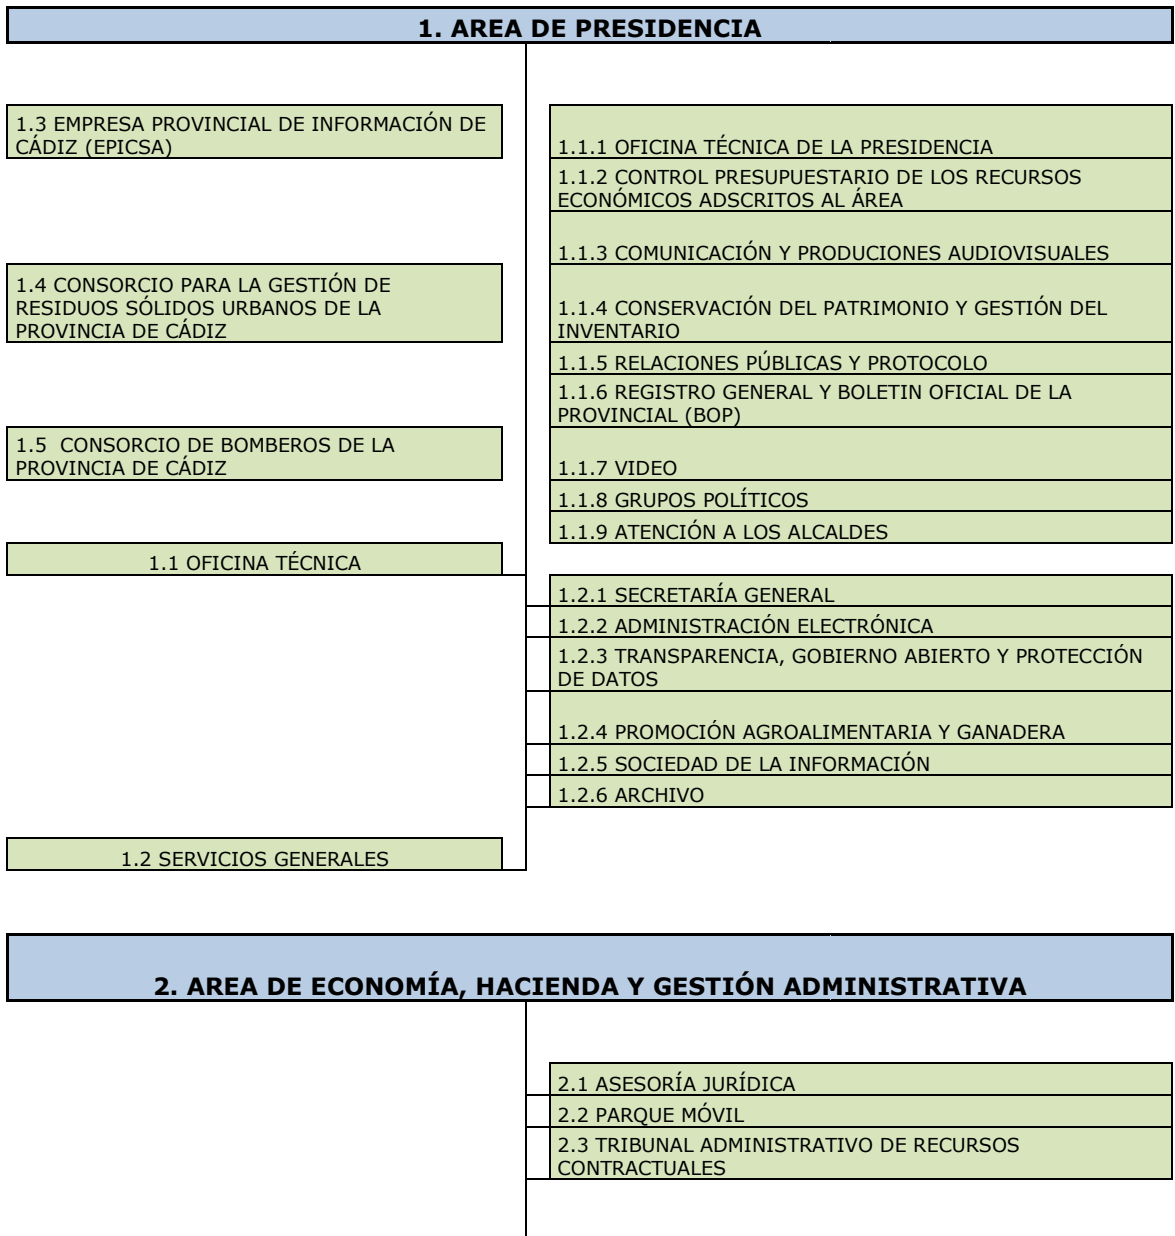 1. AREA DE PRESIDENCIA
1.3 EMPRESA PROVINCIAL DE INFORMACIÓN DE
CÁDIZ (EPICSA)
1.1.1 OFICINA TÉCNICA DE LA PRESIDENCIA
1.1.2 CONTROL PRESUPUESTARIO DE LOS RECURSOS
ECONÓMICOS ADSCRITOS AL ÁREA
1.1.3 COMUNICACIÓN Y PRODUCIONES AUDIOVISUALES
1.4 CONSORCIO PARA LA GESTIÓN DE
RESIDUOS SÓLIDOS URBANOS DE LA
PROVINCIA DE CÁDIZ
1.1.4 CONSERVACIÓN DEL PATRIMONIO Y GESTIÓN DEL
INVENTARIO
1.1.5 RELACIONES PÚBLICAS Y PROTOCOLO
1.1.6 REGISTRO GENERAL Y BOLETIN OFICIAL DE LA
PROVINCIAL (BOP)
1.5 CONSORCIO DE BOMBEROS DE LA
PROVINCIA DE CÁDIZ
1.1.7 VIDEO
1.1.8 GRUPOS POLÍTICOS
1.1.9 ATENCIÓN A LOS ALCALDES
1.1 OFICINA TÉCNICA
1.2.1 SECRETARÍA GENERAL
1.2.2 ADMINISTRACIÓN ELECTRÓNICA
1.2.3 TRANSPARENCIA, GOBIERNO ABIERTO Y PROTECCIÓN
DE DATOS
1.2.4 PROMOCIÓN AGROALIMENTARIA Y GANADERA
1.2.5 SOCIEDAD DE LA INFORMACIÓN
1.2.6 ARCHIVO
1.2 SERVICIOS GENERALES
2. AREA DE ECONOMÍA, HACIENDA Y GESTIÓN ADMINISTRATIVA
2.1 ASESORÍA JURÍDICA
2.2 PARQUE MÓVIL
2.3 TRIBUNAL ADMINISTRATIVO DE RECURSOS
CONTRACTUALES